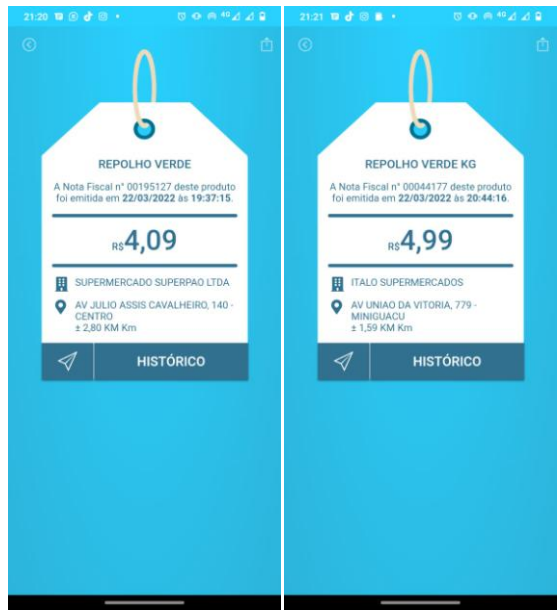 21:20
40
REPOLHO VERDE
A Nota Fiscal n° 00195127 deste produto
foi emitida em 22/03/2022 às 19:37:15.
R$4,09
SUPERMERCADO SUPERPAO LTDA
AV JULIO ASSIS CAVALHEIRO, 140 -
CENTRO
± 2,80 KM Km
HISTÓRICO
21:21
4G
REPOLHO VERDE KG
A Nota Fiscal n° 00044177 deste produto
foi emitida em 22/03/2022 às 20:44:16.
R$4,99
ITALO SUPERMERCADOS
AV UNIAO DA VITORIA, 779 -
MINIGUACU
± 1,59 KM Km
HISTÓRICO